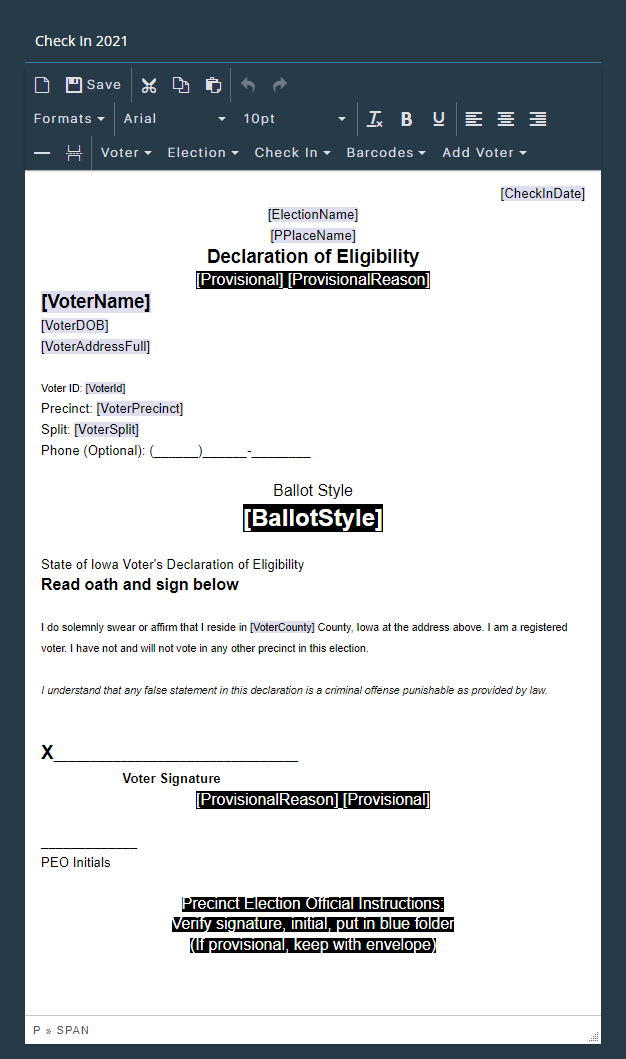 Check In 2021
Save
Formats Arial 10pt B U
Voter Election Check In Barcodes Add Voter
[CheckInDate]
[ElectionName]
[PPlaceName]
Declaration of Eligibility
[Provisional] [ProvisionalReason]
[VoterName]
[VoterDOB]
[VoterAddressFull]
Voter ID: [VoterId]
Precinct: [VoterPrecinct]
Split: [VoterSplit]
Phone (Optional): (______)______-________
Ballot Style
[BallotStyle]
State of Iowa Voter's Declaration of Eligibility
Read oath and sign below
I do solemnly swear or affirm that I reside in [VoterCounty] County, Iowa at the address above. I am a registered
voter. I have not and will not vote in any other precinct in this election.
I understand that any false statement in this declaration is a criminal offense punishable as provided by law.
X_________________________________
Voter Signature
[ProvisionalReason] [Provisional]
_____________
PEO Initials
Precinct Election Official Instructions:
Verify signature, initial, put in blue folder
(If provisional, keep with envelope)
P » SPAN